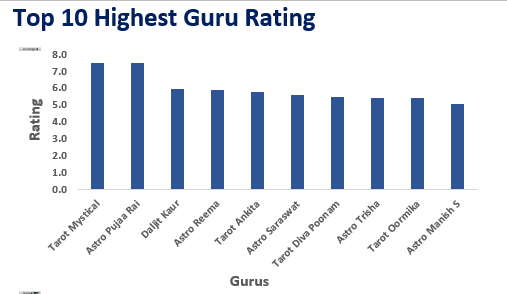 Top 10 Highest Guru Rating
8.0
7.0
6.0
5.0
4.0
3.0
2.0
1.0
0.0
Rating
Tarot Mystical
Astro Pujaa Rai
Daljit Kaur
Astro Reema
Tarot Ankita
Astro Saraswat
Tarot Diva Poonam
Astro Trisha
Tarot Oormika
Astro Manish S
Gurus